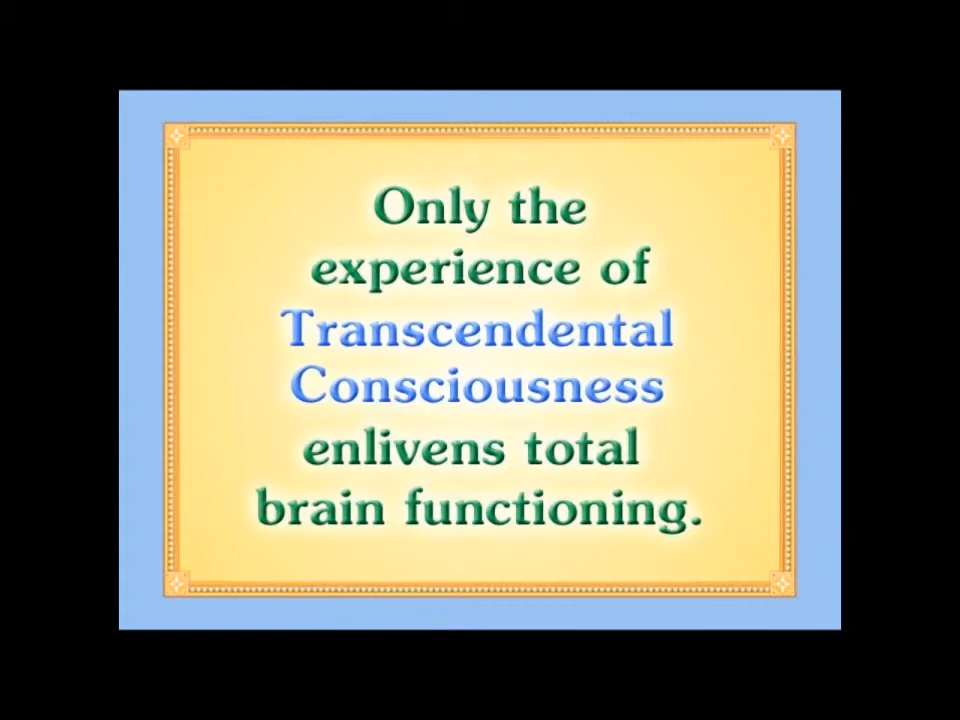 Only the
experience of
Transcendental
Consciousness
enlivens total
brain functioning.